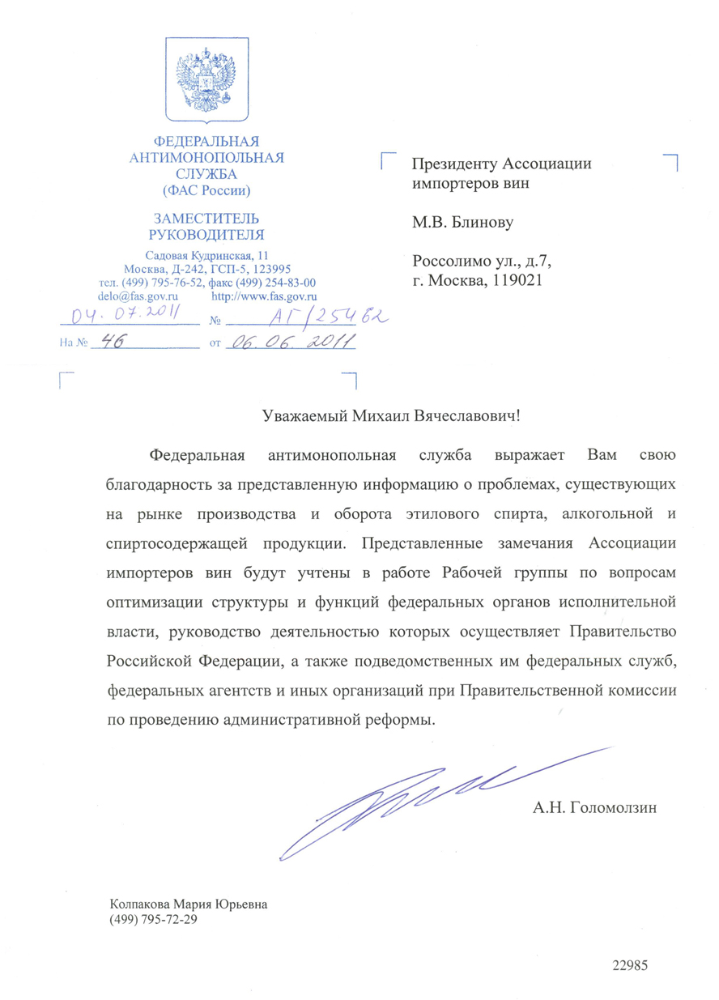 ФЕДЕРАЛЬНАЯ
АНТИМОНОПОЛЬНАЯ
СЛУЖБА
(ФАС России)
ЗАМЕСТИТЕЛЬ
РУКОВОДИТЕЛЯ
Садовая Кудринская, 11
Москва, Д-242, ГСП-5, 123995
тел. (499) 795-76-52, факс (499) 254-83-00
delo@fas.gov.ru http://www.fas.gov.ru
04.07.2011 № АГ/25462
На № 46 от 06.06.2011
Президенту Ассоциации
импортеров вин
М.В. Блинову
Россолимо ул., д.7,
г. Москва, 119021
Уважаемый Михаил Вячеславович!
Федеральная антимонопольная служба выражает Вам свою
благодарность за представленную информацию о проблемах, существующих
на рынке производства и оборота этилового спирта, алкогольной и
спиртосодержащей продукции. Представленные замечания Ассоциации
импортеров вин будут учтены в работе Рабочей группы по вопросам
оптимизации структуры и функций федеральных органов исполнительной
власти, руководство деятельностью которых осуществляет Правительство
Российской Федерации, а также подведомственных им федеральных служб,
федеральных агентств и иных организаций при Правительственной комиссии
по проведению административной реформы.
А.Н. Голомолзин
Колпакова Мария Юрьевна
(499) 795-72-29
22985